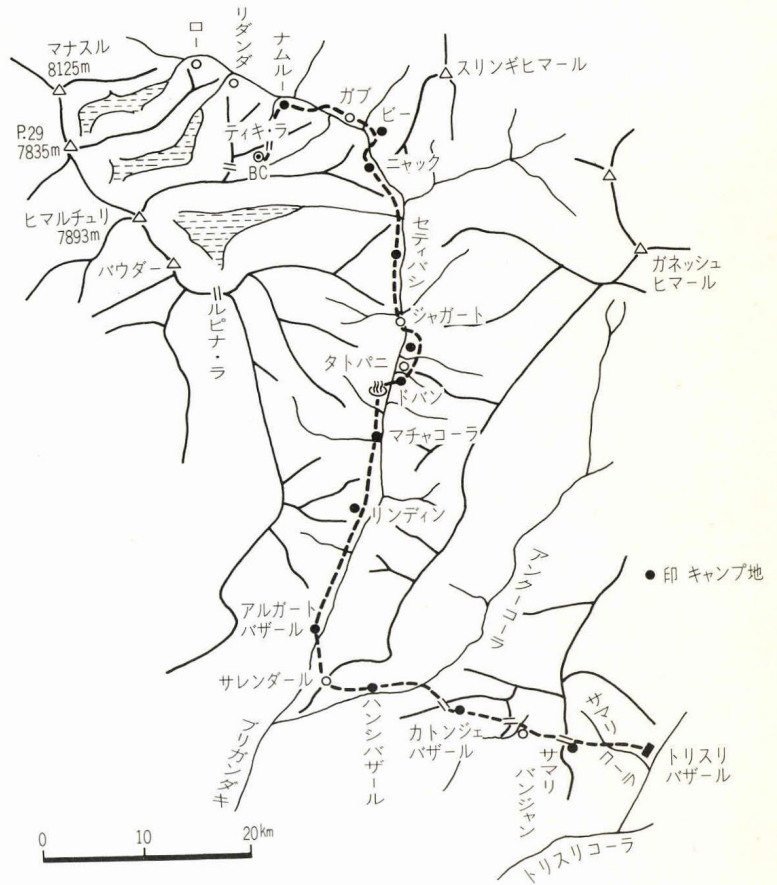 ロー
リダンダ
ナムルー
マナスル
8125m
スリンギヒマール
ガブ
ビー
P.29
7835m
ティキ・ラ
BC
ニャック
ヒマルチュリ
7893m
セティバシ
バウダー
ガネッシュ
ヒマール
ルピナ・ラ
ジャガート
タトパニ
ドバン
マチャコーラ
リンディン
アンクーコーラ
●印 キャンプ地
アルガート
バザール
サレンダール
ハンシバザール
カトンジェ
バザール
サマリ
バンジャン
サマリコーラ
トリスリ
バザール
ブリガンダキ
トリスリコーラ
0 10 20km